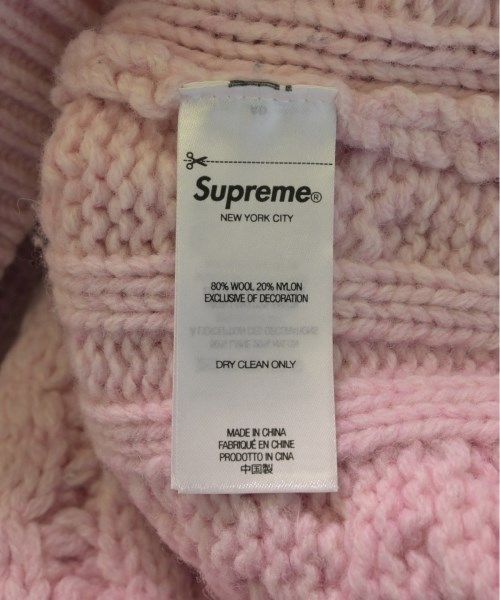 Supreme®
NEW YORK CITY
80% WOOL 20% NYLON
EXCLUSIVE OF DECORATION
DRY CLEAN ONLY
MADE IN CHINA
FABRIQUÉ EN CHINE
PRODOTTO IN CINA
中国製